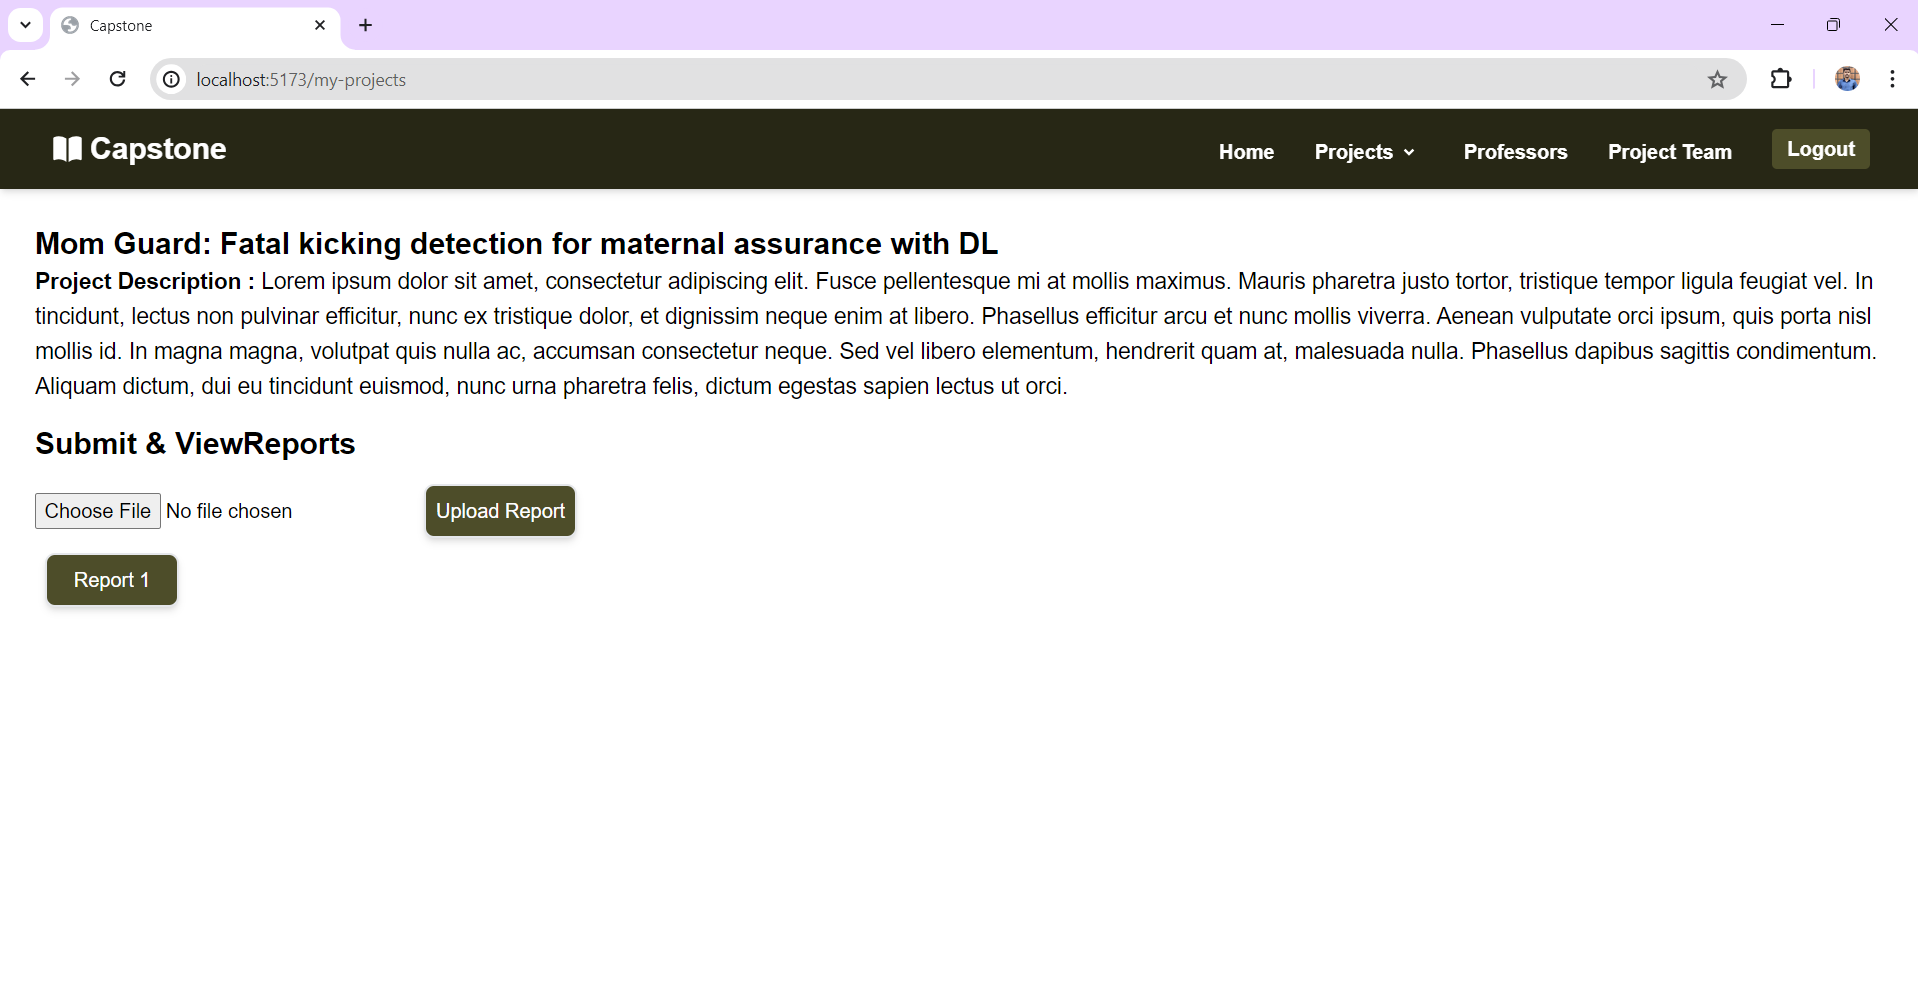 Capstone
localhost:5173/my-projects
Capstone
Home
Projects
Professors
Project Team
Logout
Mom Guard: Fatal kicking detection for maternal assurance with DL
Project Description : Lorem ipsum dolor sit amet, consectetur adipiscing elit. Fusce pellentesque mi at mollis maximus. Mauris pharetra justo tortor, tristique tempor ligula feugiat vel. In
tincidunt, lectus non pulvinar efficitur, nunc ex tristique dolor, et dignissim neque enim at libero. Phasellus efficitur arcu et nunc mollis viverra. Aenean vulputate orci ipsum, quis porta nisl
mollis id. In magna magna, volutpat quis nulla ac, accumsan consectetur neque. Sed vel libero elementum, hendrerit quam at, malesuada nulla. Phasellus dapibus sagittis condimentum.
Aliquam dictum, dui eu tincidunt euismod, nunc urna pharetra felis, dictum egestas sapien lectus ut orci.
Submit & ViewReports
Choose File No file chosen
Upload Report
Report 1